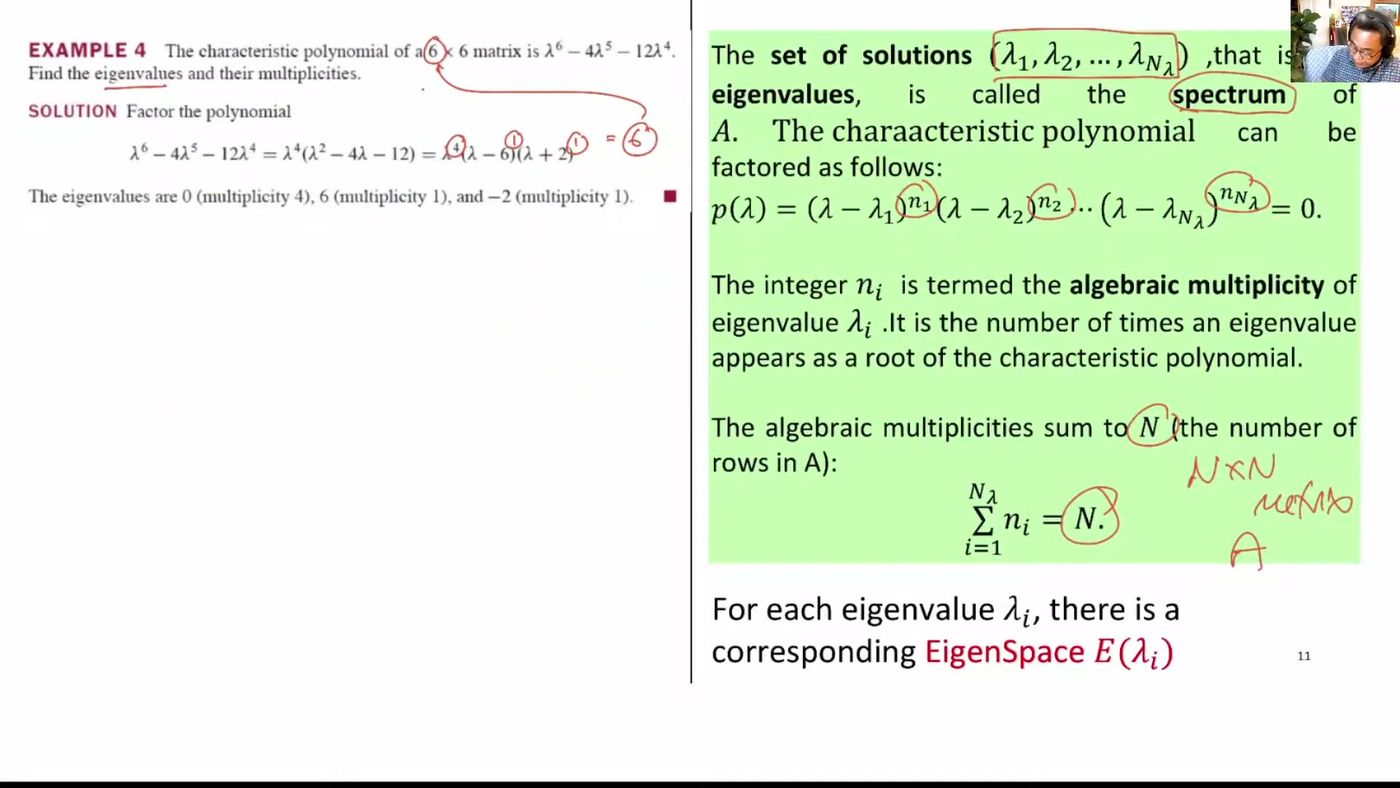 EXAMPLE 4 The characteristic polynomial of a 6 × 6 matrix is λ⁶ − 4λ⁵ − 12λ⁴.
Find the eigenvalues and their multiplicities.
SOLUTION Factor the polynomial
λ⁶ − 4λ⁵ − 12λ⁴ = λ⁴(λ² − 4λ − 12) = λ⁴(λ − 6)(λ + 2)
1
1
= 6
The eigenvalues are 0 (multiplicity 4), 6 (multiplicity 1), and −2 (multiplicity 1).
The set of solutions (λ₁, λ₂, …, λ_{N_λ}) ,that is
eigenvalues, is called the spectrum of
A. The charaacteristic polynomial can be
factored as follows:
p(λ) = (λ − λ₁)^{n₁}(λ − λ₂)^{n₂} ⋯ (λ − λ_{N_λ})^{n_{N_λ}} = 0.
The integer nᵢ is termed the algebraic multiplicity of
eigenvalue λᵢ .It is the number of times an eigenvalue
appears as a root of the characteristic polynomial.
The algebraic multiplicities sum to N (the number of
rows in A):
N×N
matrix
A
N_λ
∑ nᵢ = N.
i=1
For each eigenvalue λᵢ, there is a
corresponding EigenSpace E(λᵢ)
11